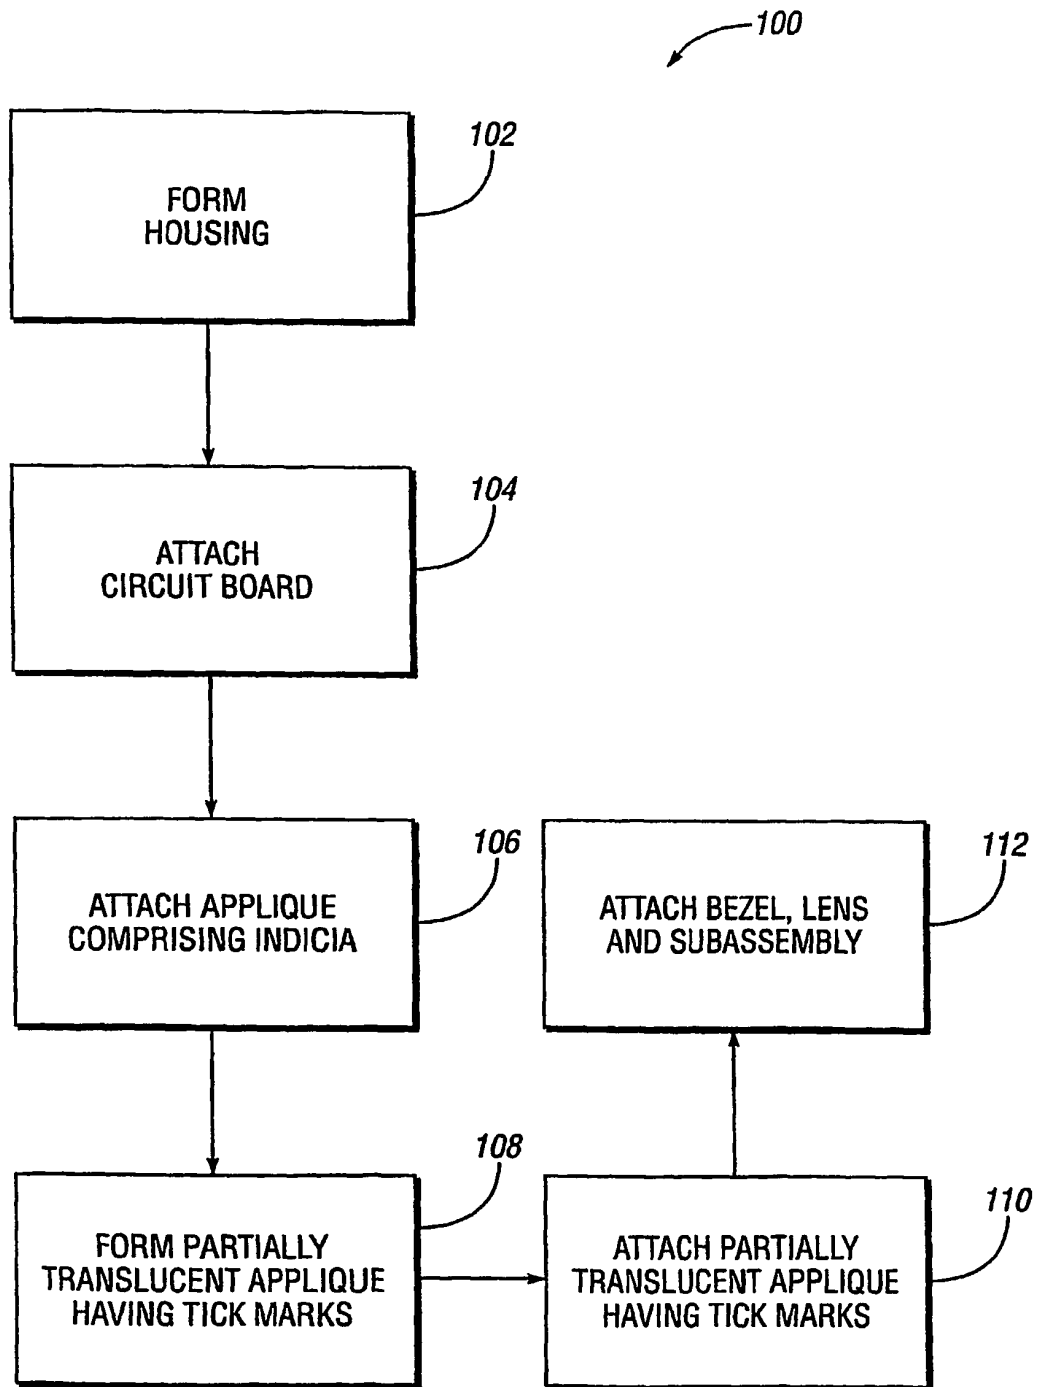 100
102
FORM
HOUSING
104
ATTACH
CIRCUIT BOARD
106
ATTACH APPLIQUE
COMPRISING INDICIA
112
ATTACH BEZEL, LENS
AND SUBASSEMBLY
108
FORM PARTIALLY
TRANSLUCENT APPLIQUE
HAVING TICK MARKS
110
ATTACH PARTIALLY
TRANSLUCENT APPLIQUE
HAVING TICK MARKS